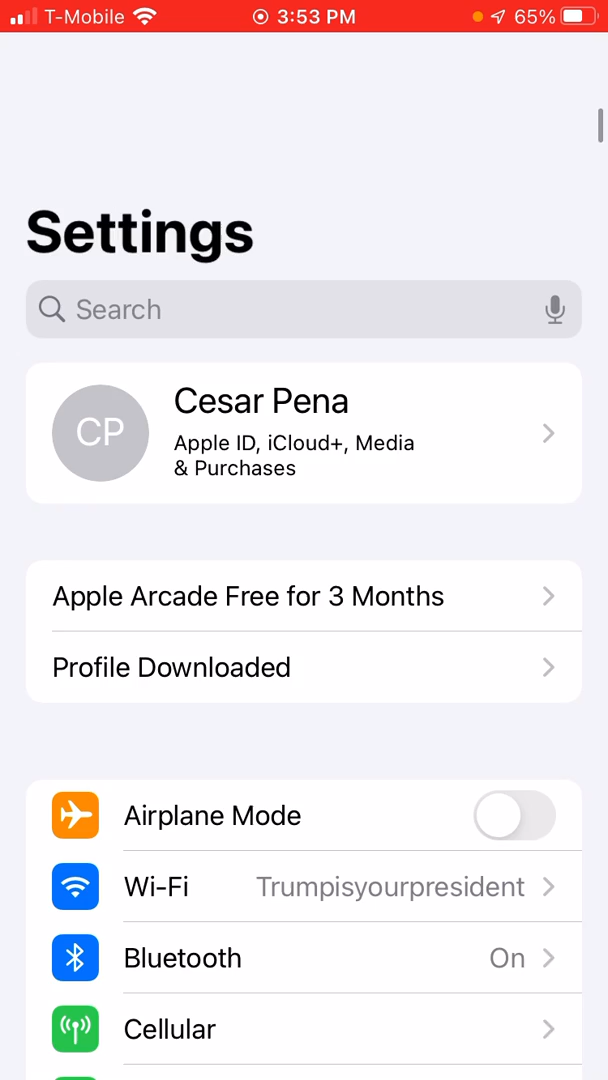 T-Mobile 3:53 PM 65%
Settings
Search
CP
Cesar Pena
Apple ID, iCloud+, Media
& Purchases
Apple Arcade Free for 3 Months
Profile Downloaded
Airplane Mode
Wi-Fi Trumpisyourpresident
Bluetooth On
Cellular